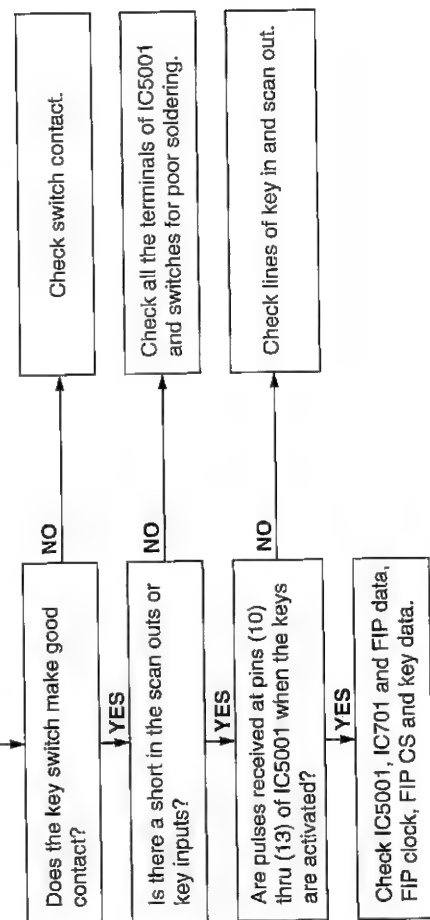 Does the key switch make good
contact?
NO
Check switch contact.
YES
Is there a short in the scan outs or
key inputs?
NO
Check all the terminals of IC5001
and switches for poor soldering.
YES
Are pulses received at pins (10)
thru (13) of IC5001 when the keys
are activated?
NO
Check lines of key in and scan out.
YES
Check IC5001, IC701 and FIP data,
FIP clock, FIP CS and key data.